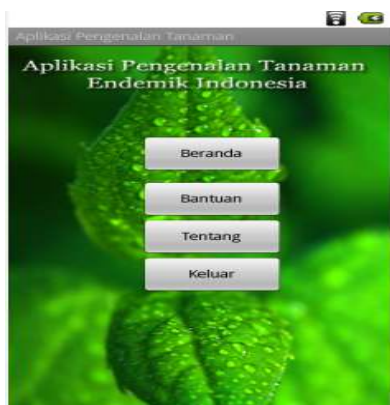 Aplikasi Pengenalan Tanaman
Aplikasi Pengenalan Tanaman
Endemik Indonesia
Beranda
Bantuan
Tentang
Keluar